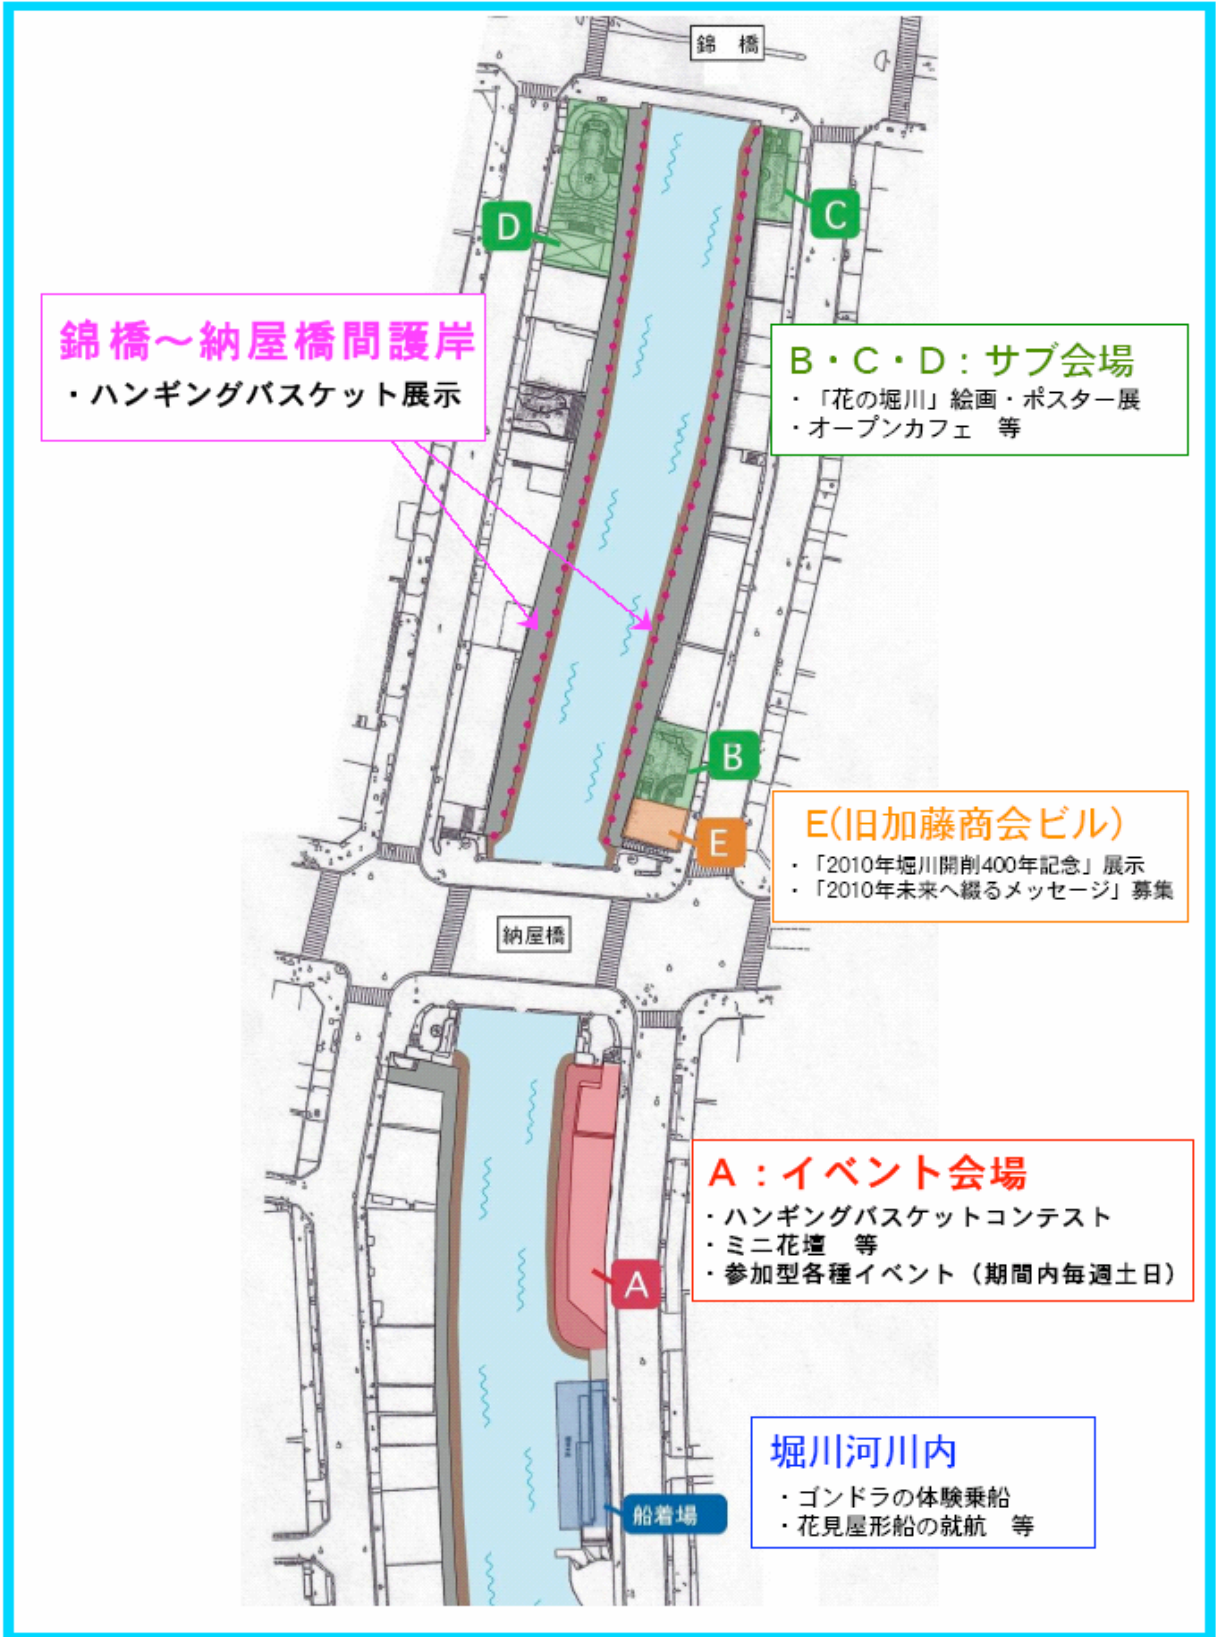 錦　橋
C
D
錦橋～納屋橋間護岸
・ハンギングバスケット展示
B・C・D：サブ会場
・「花の堀川」絵画・ポスター展
・オープンカフェ　等
B
E
E(旧加藤商会ビル)
・「2010年堀川開削400年記念」展示
・「2010年未来へ綴るメッセージ」募集
納屋橋
A：イベント会場
・ハンギングバスケットコンテスト
・ミニ花壇　等
・参加型各種イベント（期間内毎週土日）
A
堀川河川内
・ゴンドラの体験乗船
・花見屋形船の就航　等
船着場